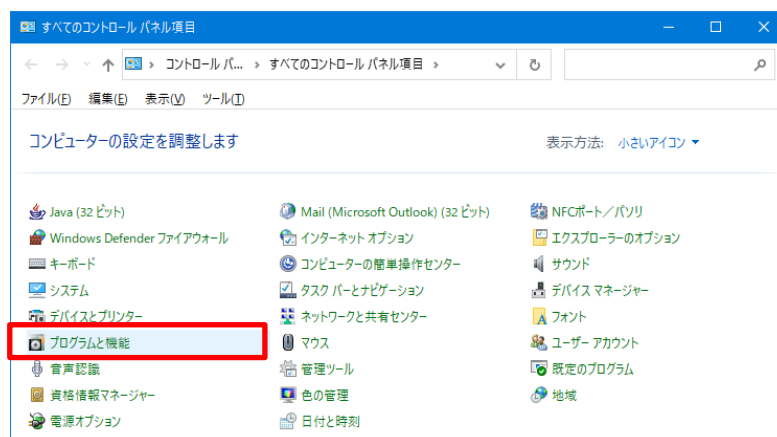 すべてのコントロール パネル項目
コントロール パ... › すべてのコントロール パネル項目 ›
ファイル(F) 編集(E) 表示(V) ツール(T)
コンピューターの設定を調整します
表示方法: 小さいアイコン
Java (32 ビット)
Mail (Microsoft Outlook) (32 ビット)
NFCポート／パソリ
Windows Defender ファイアウォール
インターネット オプション
エクスプローラーのオプション
キーボード
コンピューターの簡単操作センター
サウンド
システム
タスク バーとナビゲーション
デバイス マネージャー
デバイスとプリンター
ネットワークと共有センター
フォント
プログラムと機能
マウス
ユーザー アカウント
音声認識
管理ツール
既定のプログラム
資格情報マネージャー
色の管理
地域
電源オプション
日付と時刻